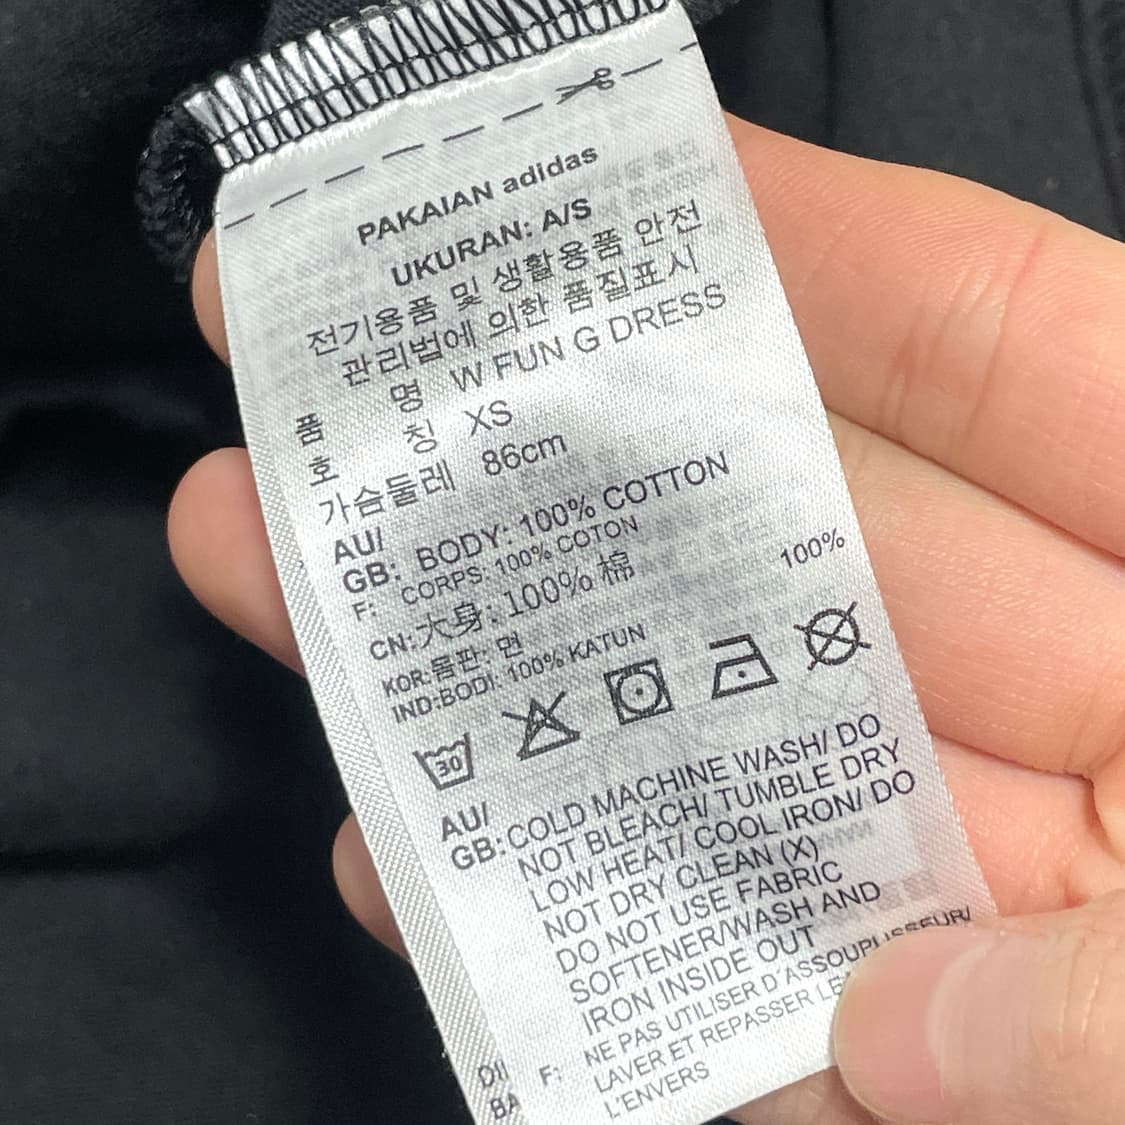 PAKAIAN adidas
UKURAN: A/S
전기용품 및 생활용품 안전
관리법에 의한 품질표시
품 명 W FUN G DRESS
호 칭 XS
가슴둘레 86cm
AU/
GB: BODY: 100% COTTON
F: CORPS: 100% COTON
CN:大身: 100% 棉
KOR:몸판: 면 100%
IND:BODI: 100% KATUN
30
AU/
GB:COLD MACHINE WASH/ DO
NOT BLEACH/ TUMBLE DRY
LOW HEAT/ COOL IRON/ DO
NOT DRY CLEAN (X)
DO NOT USE FABRIC
SOFTENER/WASH AND
IRON INSIDE OUT
F: NE PAS UTILISER D'ASSOUPLISSEUR/
LAVER ET REPASSER
L'ENVERS